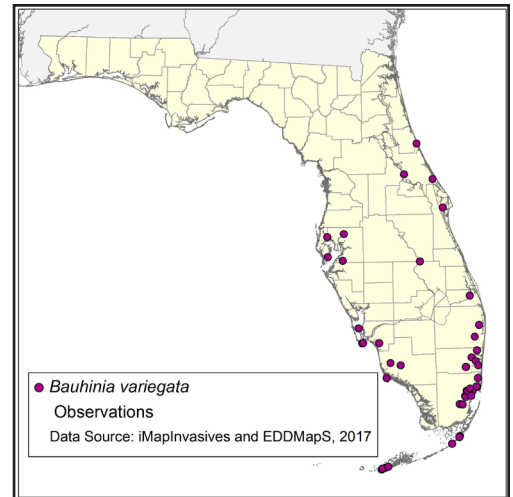 Bauhinia variegata
Observations
Data Source: iMapInvasives and EDDMapS, 2017